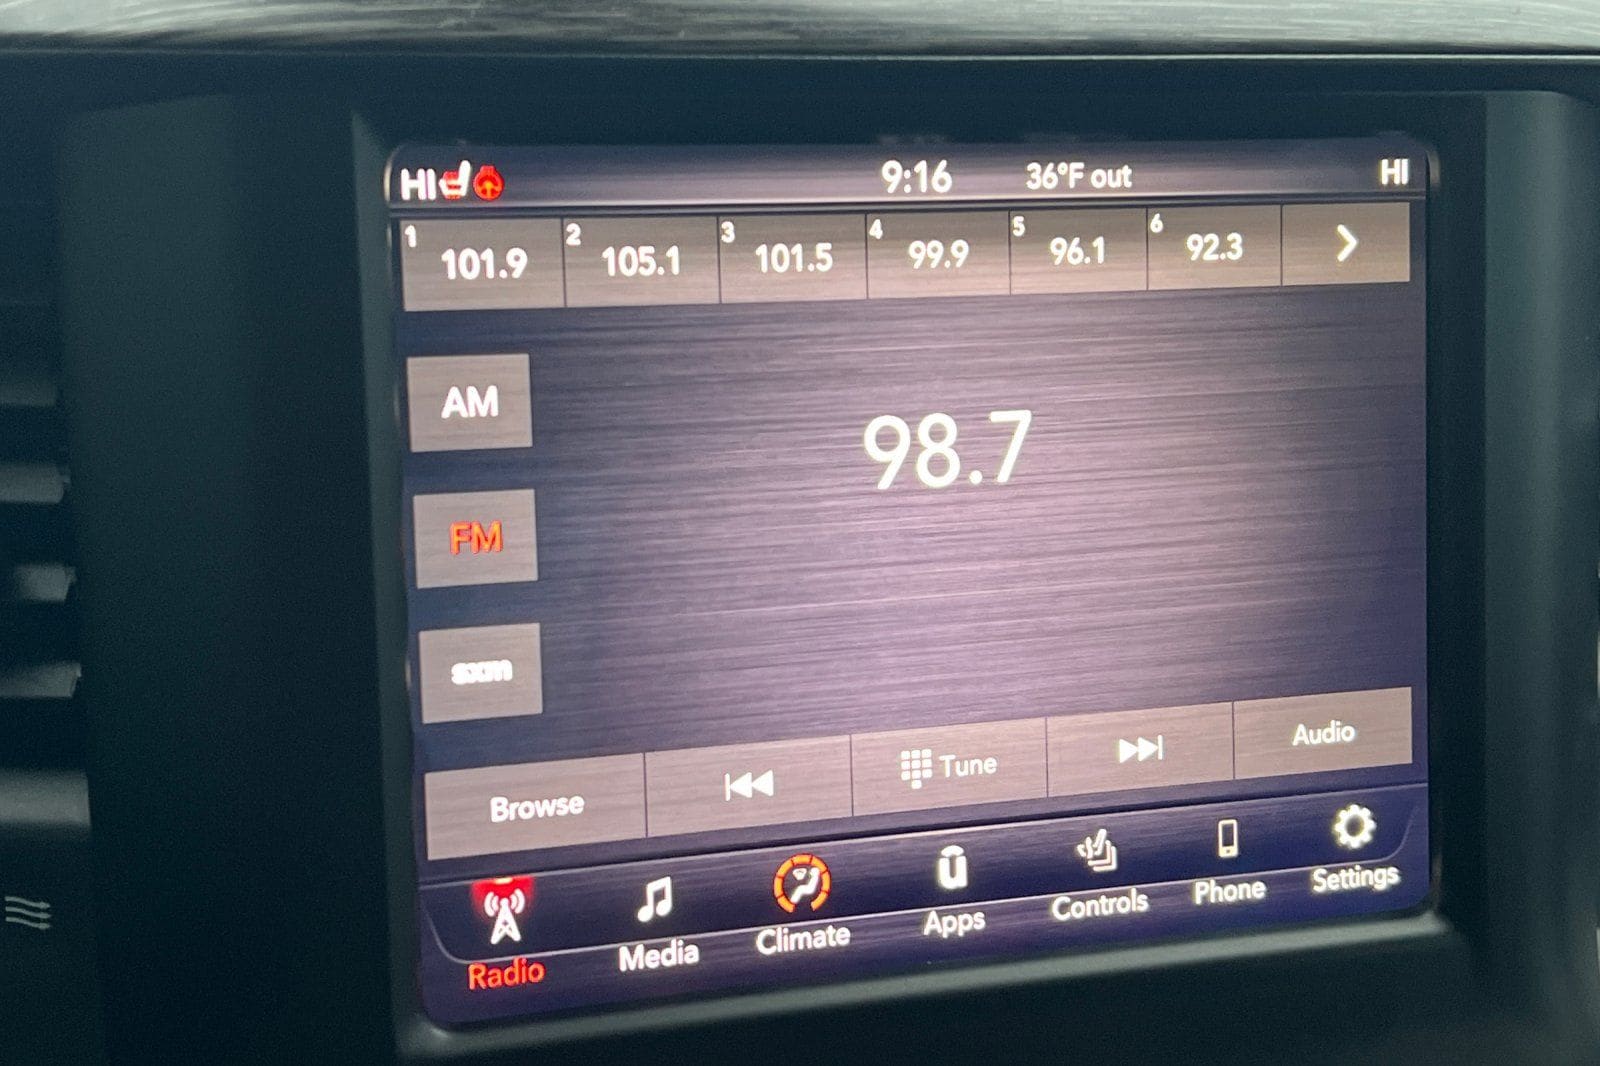 HI 9:16 36°F out HI
1 101.9 2 105.1 3 101.5 4 99.9 5 96.1 6 92.3
AM
98.7
FM
sxm
Browse Tune Audio
Radio Media Climate Apps Controls Phone Settings